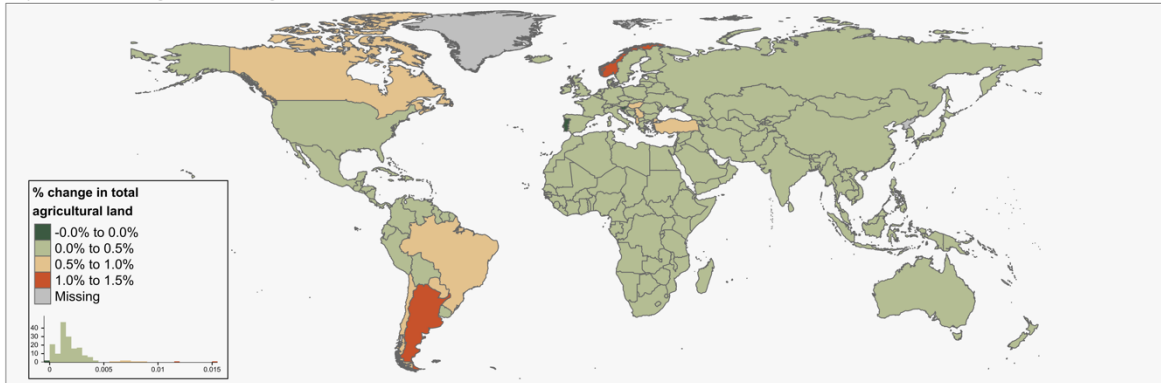 % change in total
agricultural land
-0.0% to 0.0%
0.0% to 0.5%
0.5% to 1.0%
1.0% to 1.5%
Missing
40
30
20
10
0
0 0.005 0.01 0.015